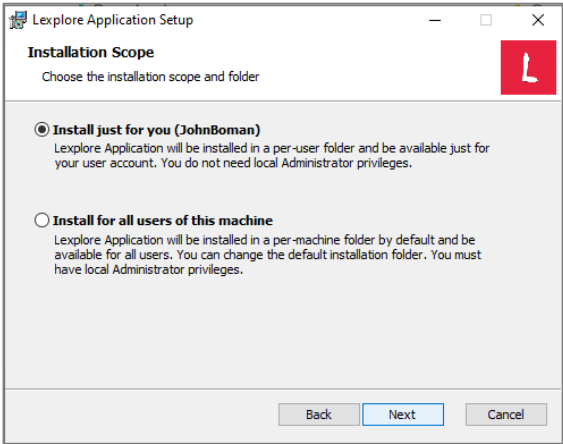 Lexplore Application Setup
Installation Scope
Choose the installation scope and folder
L
Install just for you (JohnBoman)
Lexplore Application will be installed in a per-user folder and be available just for
your user account. You do not need local Administrator privileges.
Install for all users of this machine
Lexplore Application will be installed in a per-machine folder by default and be
available for all users. You can change the default installation folder. You must
have local Administrator privileges.
Back Next Cancel